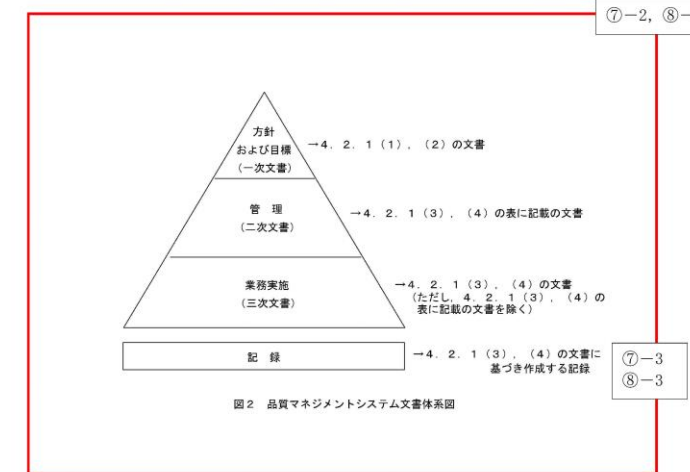 ⑦－2, ⑧－
方針
および目標
（一次文書）
→４．２．１（１），（２）の文書
管　理
（二次文書）
→４．２．１（３），（４）の表に記載の文書
業務実施
（三次文書）
→４．２．１（３），（４）の文書
（ただし，４．２．１（３），（４）の
表に記載の文書を除く）
記　録
→４．２．１（３），（４）の文書に
基づき作成する記録
⑦－3
⑧－3
図２　品質マネジメントシステム文書体系図